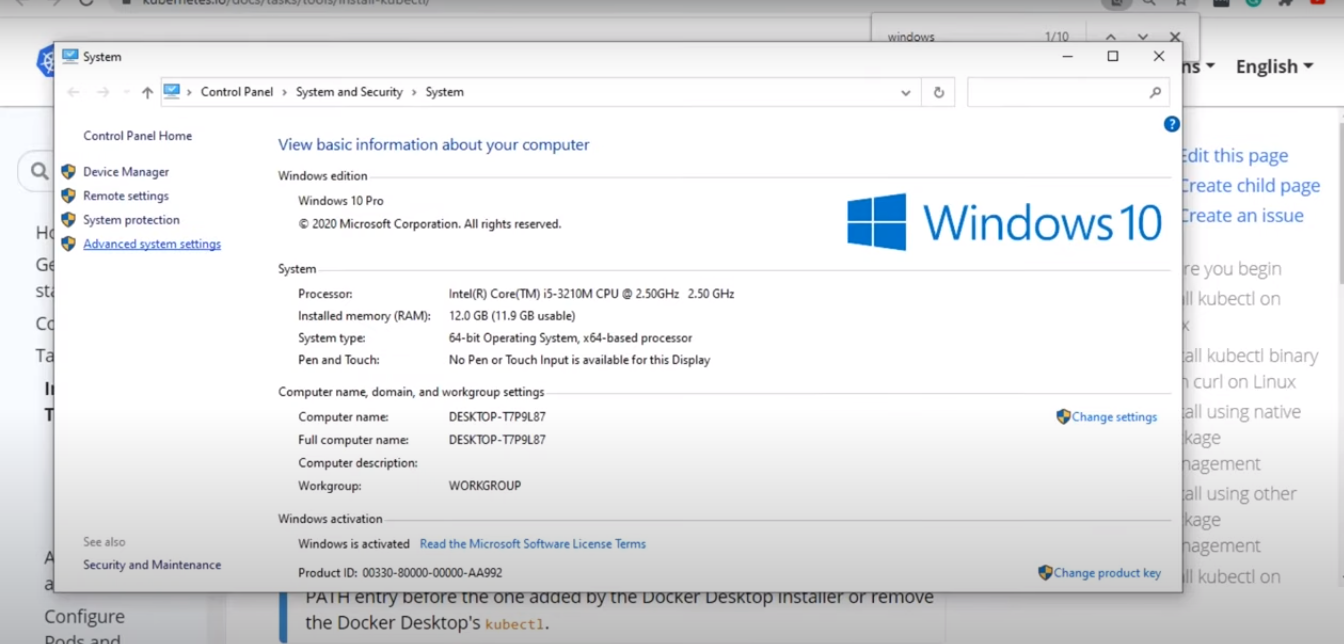 kubernetes.io/docs/tasks/tools/install-kubectl/
windows 1/10
English
System
Control Panel > System and Security > System
Control Panel Home
Device Manager
Remote settings
System protection
Advanced system settings
See also
Security and Maintenance
View basic information about your computer
Windows edition
Windows 10 Pro
© 2020 Microsoft Corporation. All rights reserved.
Windows 10
System
Processor: Intel(R) Core(TM) i5-3210M CPU @ 2.50GHz 2.50 GHz
Installed memory (RAM): 12.0 GB (11.9 GB usable)
System type: 64-bit Operating System, x64-based processor
Pen and Touch: No Pen or Touch Input is available for this Display
Computer name, domain, and workgroup settings
Computer name: DESKTOP-T7P9L87
Change settings
Full computer name: DESKTOP-T7P9L87
Computer description:
Workgroup: WORKGROUP
Windows activation
Windows is activated Read the Microsoft Software License Terms
Product ID: 00330-80000-00000-AA992
Change product key
Edit this page
Create child page
Create an issue
re you begin
all kubectl on
x
tall kubectl binary
h curl on Linux
tall using native
kage
nagement
tall using other
kage
nagement
all kubectl on
Configure
Pods and
PATH entry before the one added by the Docker Desktop installer or remove
the Docker Desktop's kubectl.